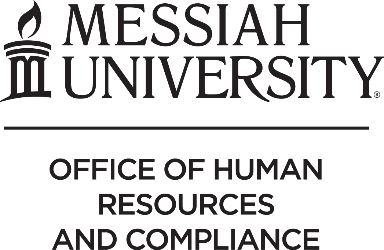 MESSIAH
UNIVERSITY®
OFFICE OF HUMAN
RESOURCES
AND COMPLIANCE